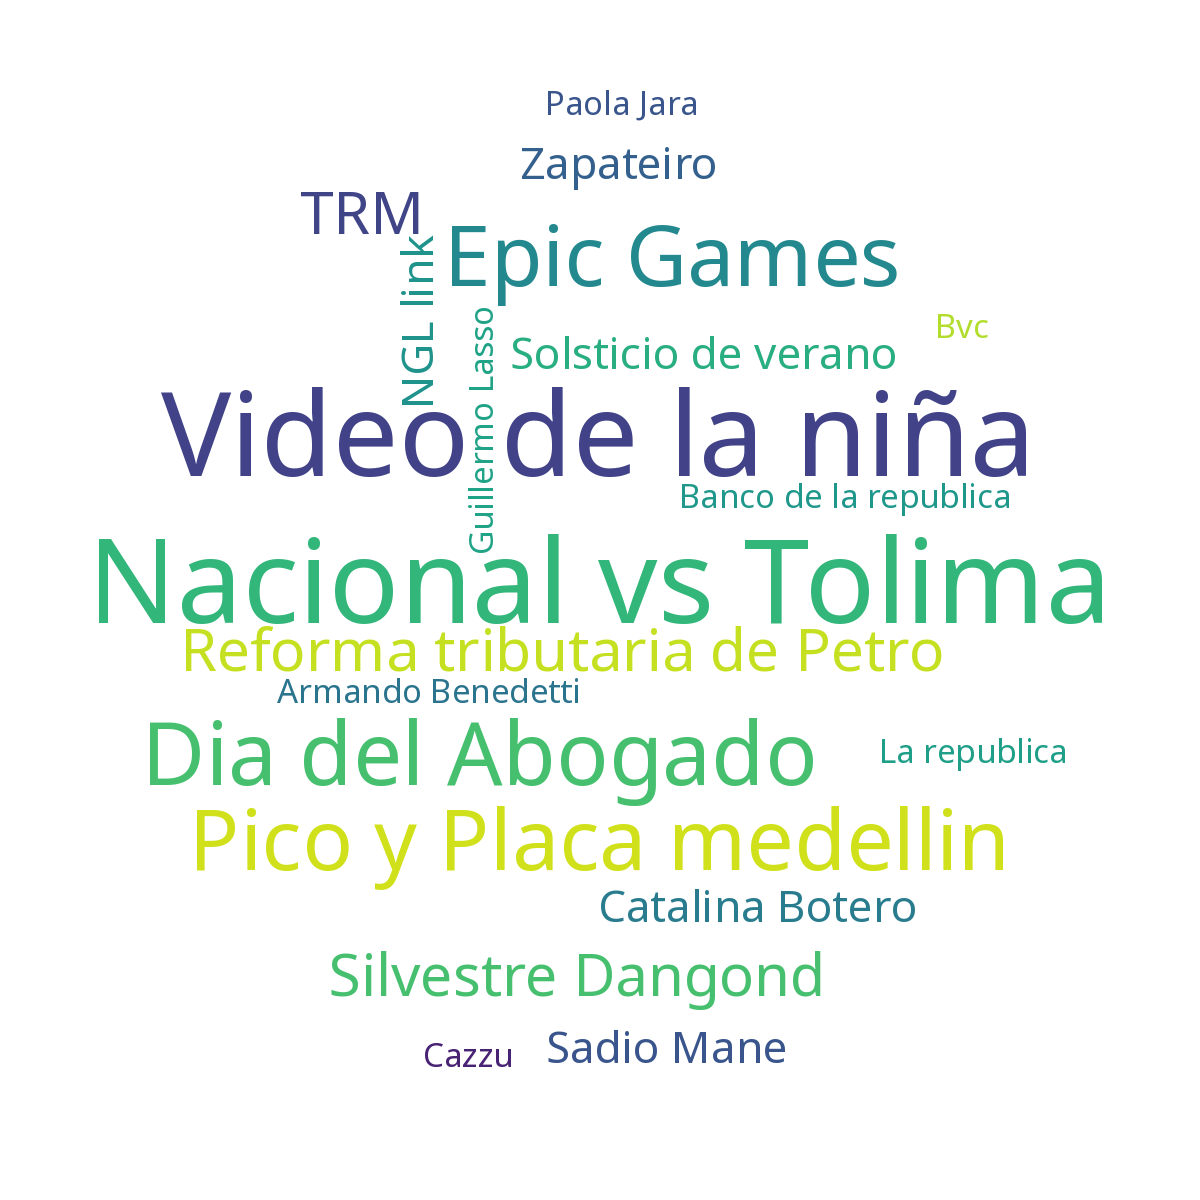 Paola Jara
Zapateiro
TRM
Epic Games
NGL link
Guillermo Lasso
Bvc
Solsticio de verano
Video de la niña
Banco de la republica
Nacional vs Tolima
Reforma tributaria de Petro
Armando Benedetti
Dia del Abogado
La republica
Pico y Placa medellin
Catalina Botero
Silvestre Dangond
Sadio Mane
Cazzu